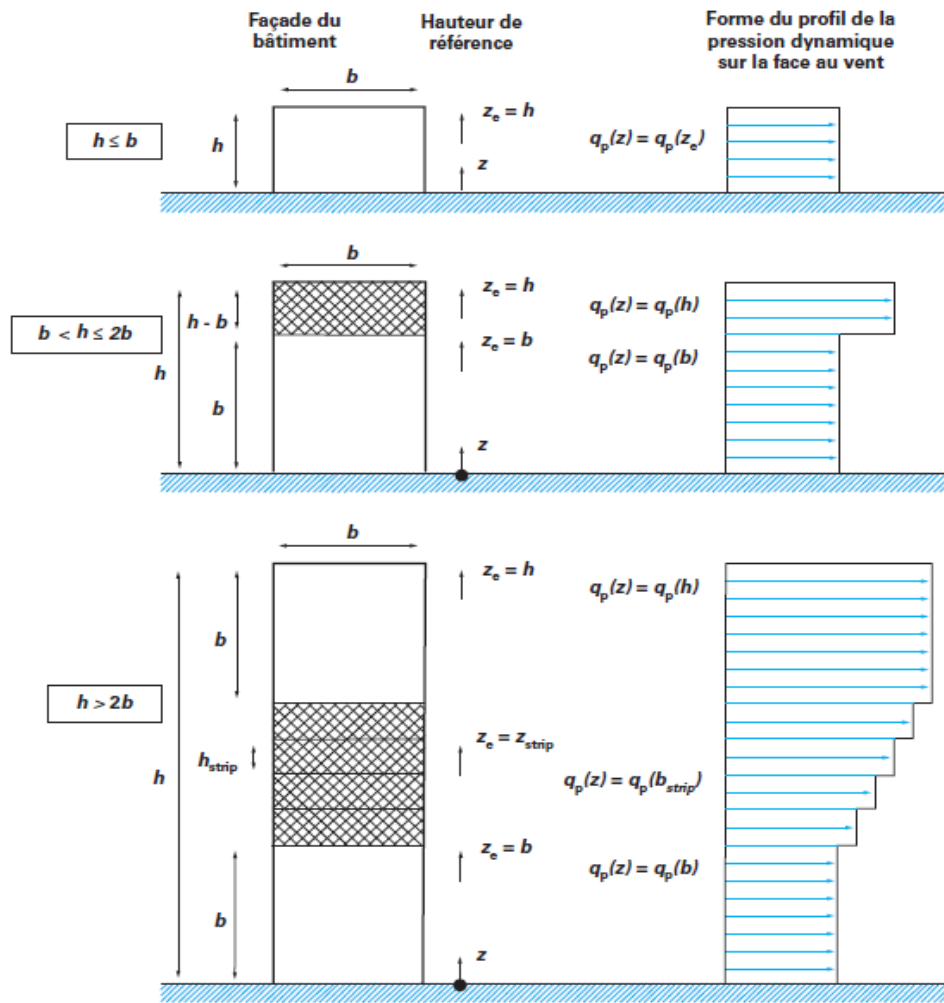 Façade du
bâtiment
Hauteur de
référence
Forme du profil de la
pression dynamique
sur la face au vent
b
z_e = h
h ≤ b
h
q_p(z) = q_p(z_e)
z
b
z_e = h
q_p(z) = q_p(h)
h - b
b < h ≤ 2b
z_e = b
q_p(z) = q_p(b)
h
b
z
b
z_e = h
q_p(z) = q_p(h)
b
h > 2b
z_e = z_strip
h_strip
h
q_p(z) = q_p(b_strip)
z_e = b
q_p(z) = q_p(b)
b
z